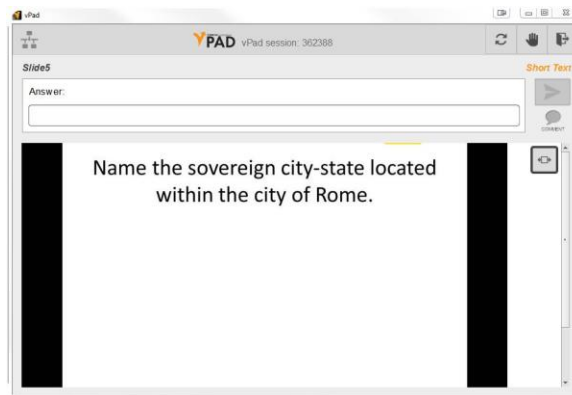 vPad
YPAD vPad session: 362388
Slide5
Short Text
Answer:
COMMENT
Name the sovereign city-state located
within the city of Rome.